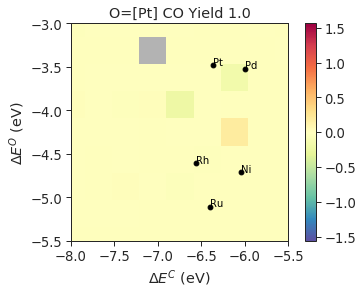 O=[Pt] CO Yield 1.0
−3.0
−3.5
−4.0
−4.5
−5.0
−5.5
ΔE^O (eV)
Pt
Pd
Rh
Ni
Ru
−8.0 −7.5 −7.0 −6.5 −6.0 −5.5
ΔE^C (eV)
1.5
1.0
0.5
0.0
−0.5
−1.0
−1.5